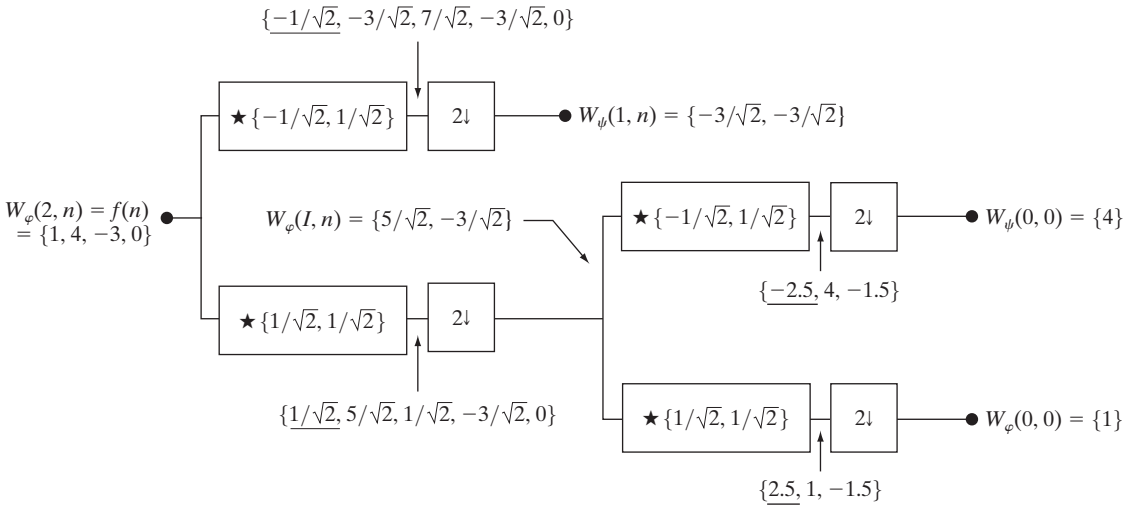 {−1/√2, −3/√2, 7/√2, −3/√2, 0}
★ {−1/√2, 1/√2}
2↓
W_ψ(1, n) = {−3/√2, −3/√2}
W_φ(2, n) = f(n)
= {1, 4, −3, 0}
W_φ(I, n) = {5/√2, −3/√2}
★ {−1/√2, 1/√2}
2↓
W_ψ(0, 0) = {4}
{−2.5, 4, −1.5}
★ {1/√2, 1/√2}
2↓
{1/√2, 5/√2, 1/√2, −3/√2, 0}
★ {1/√2, 1/√2}
2↓
W_φ(0, 0) = {1}
{2.5, 1, −1.5}